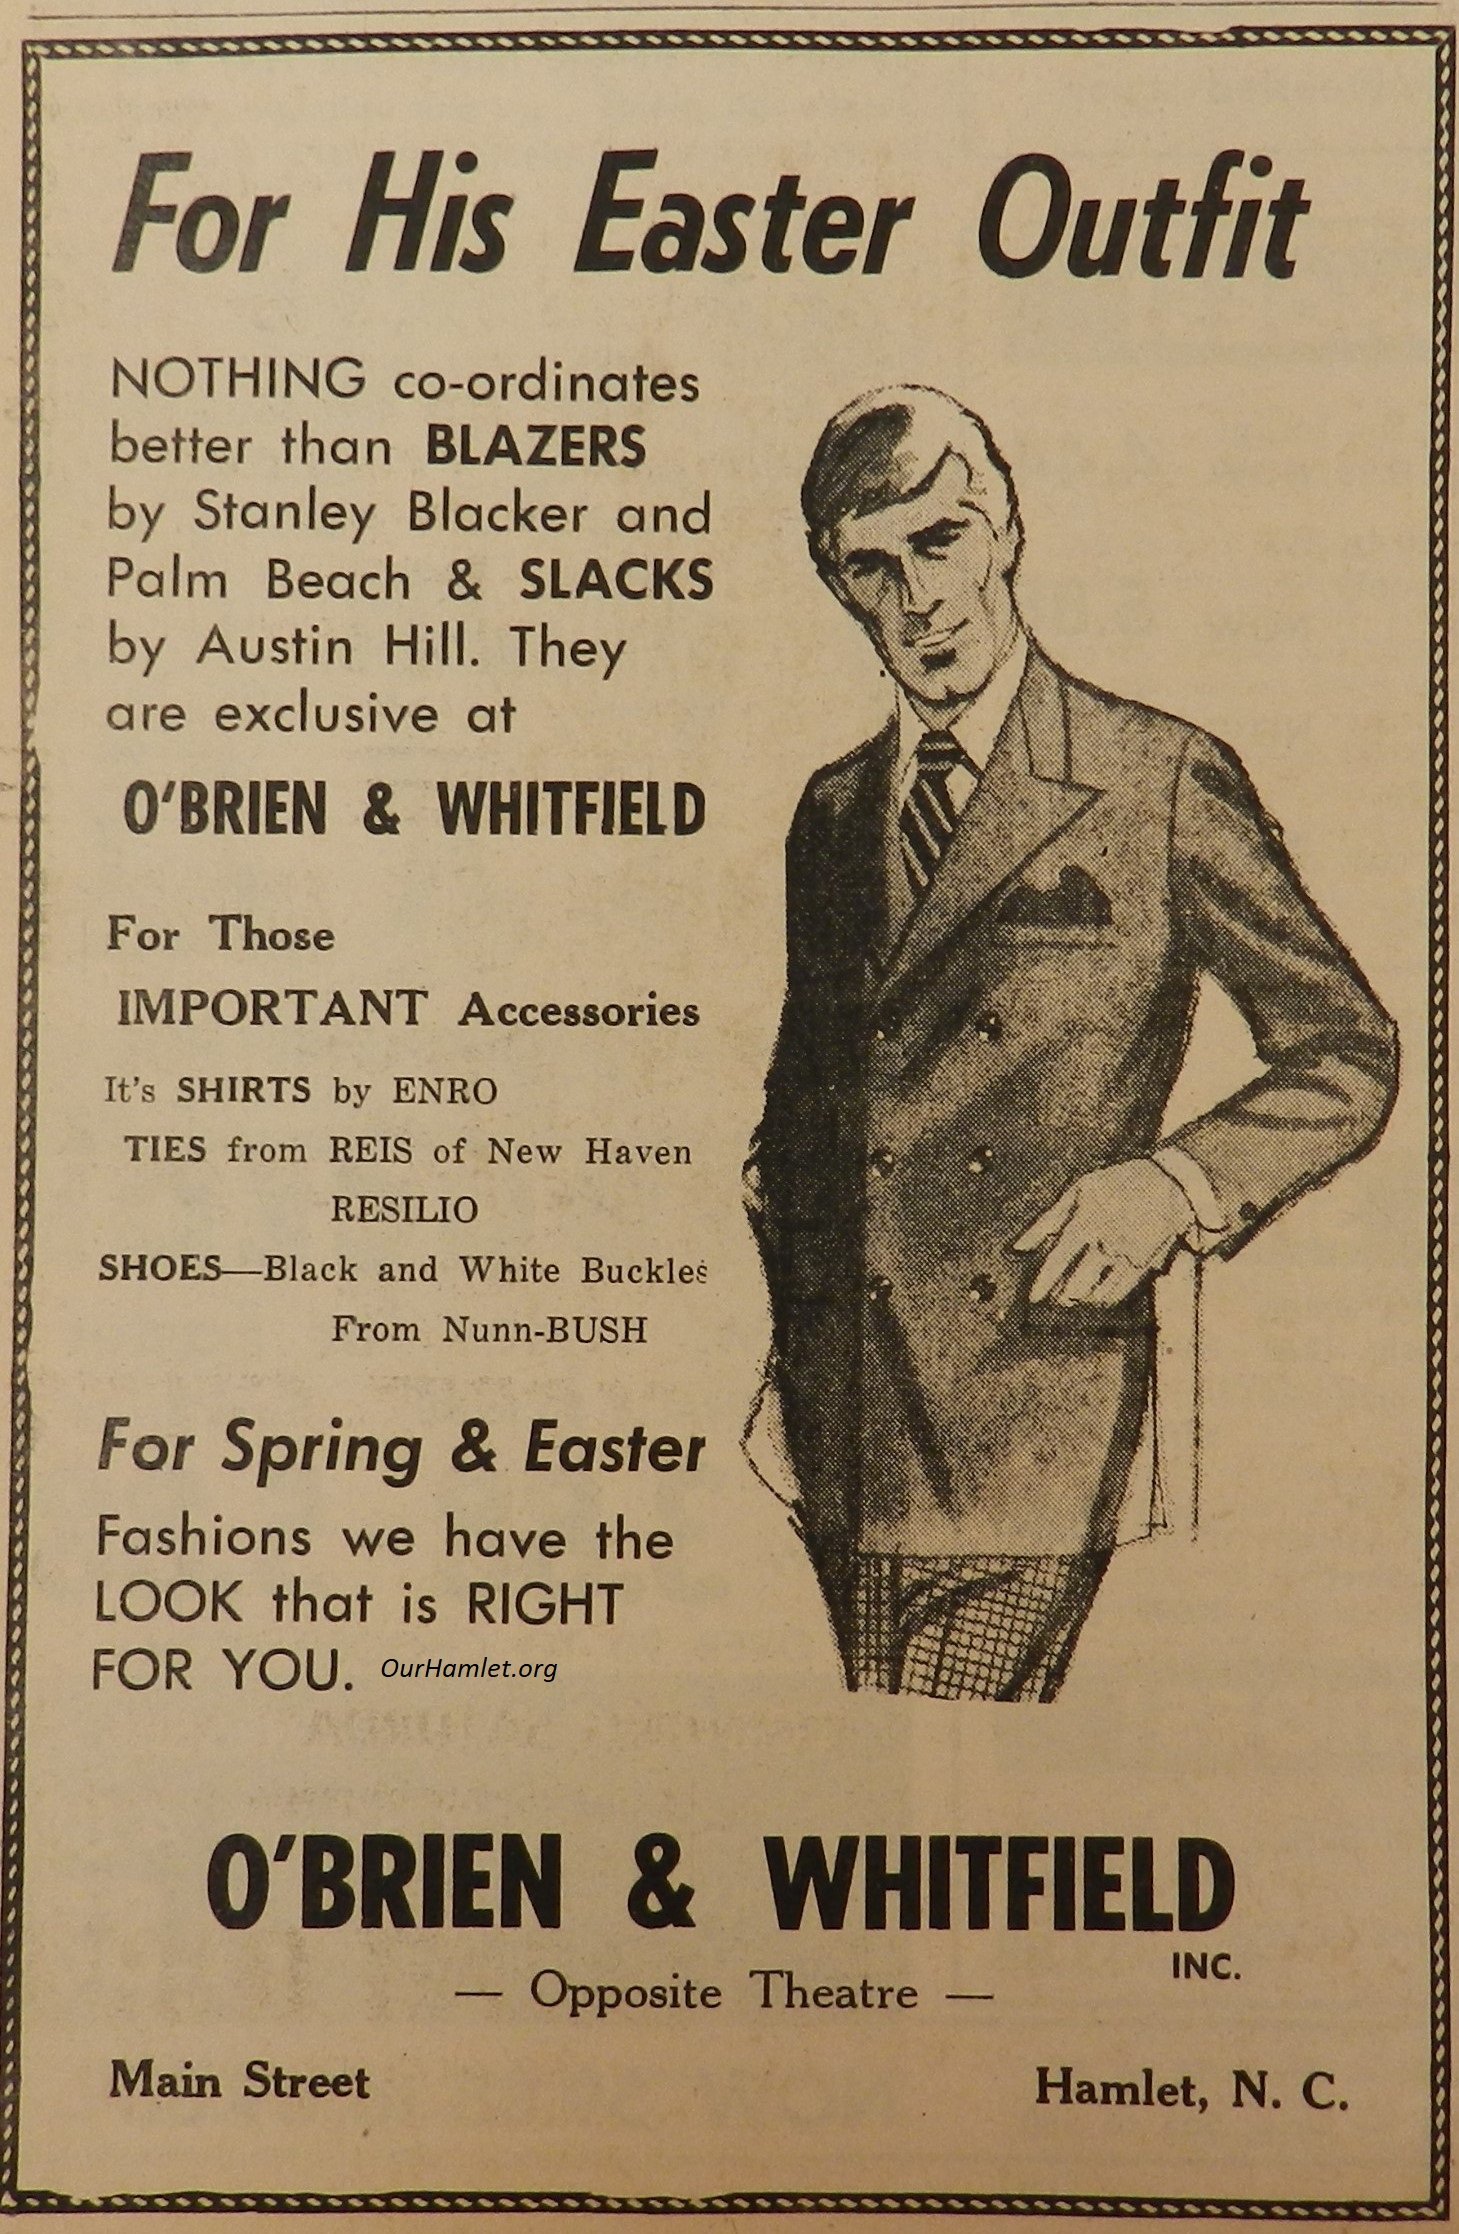 For His Easter Outfit
NOTHING co-ordinates
better than BLAZERS
by Stanley Blacker and
Palm Beach & SLACKS
by Austin Hill. They
are exclusive at
O'BRIEN & WHITFIELD
For Those
IMPORTANT Accessories
It's SHIRTS by ENRO
TIES from REIS of New Haven
RESILIO
SHOES—Black and White Buckles
From Nunn-BUSH
For Spring & Easter
Fashions we have the
LOOK that is RIGHT
FOR YOU. OurHamlet.org
O'BRIEN & WHITFIELD
INC.
— Opposite Theatre —
Main Street Hamlet, N. C.